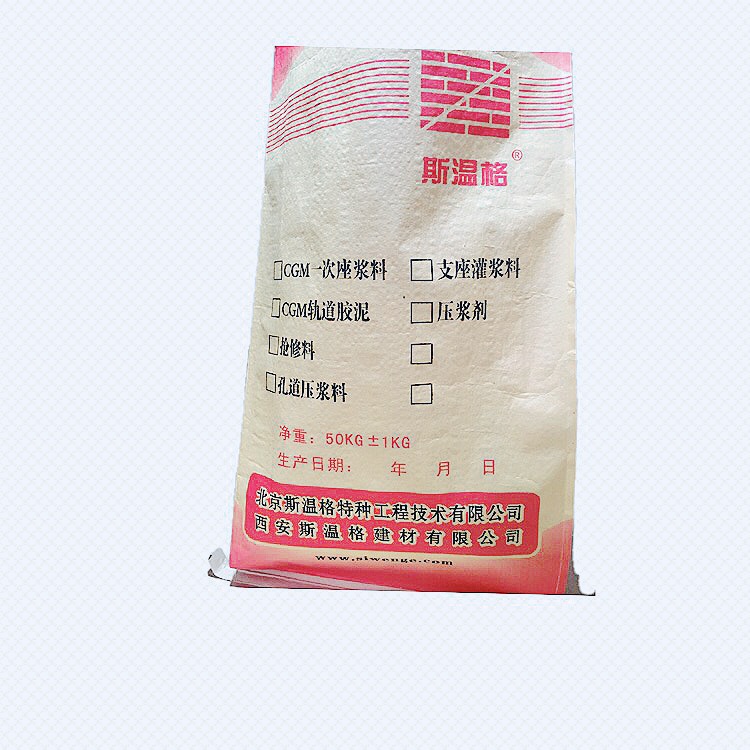 斯温格®
□CGM一次座浆料 □支座灌浆料
□CGM轨道胶泥 □压浆剂
□抢修料 □
□孔道压浆料 □
净重：50KG±1KG
生产日期： 年 月 日
北京斯温格特种工程技术有限公司
西安斯温格建材有限公司
www.siwenge.com